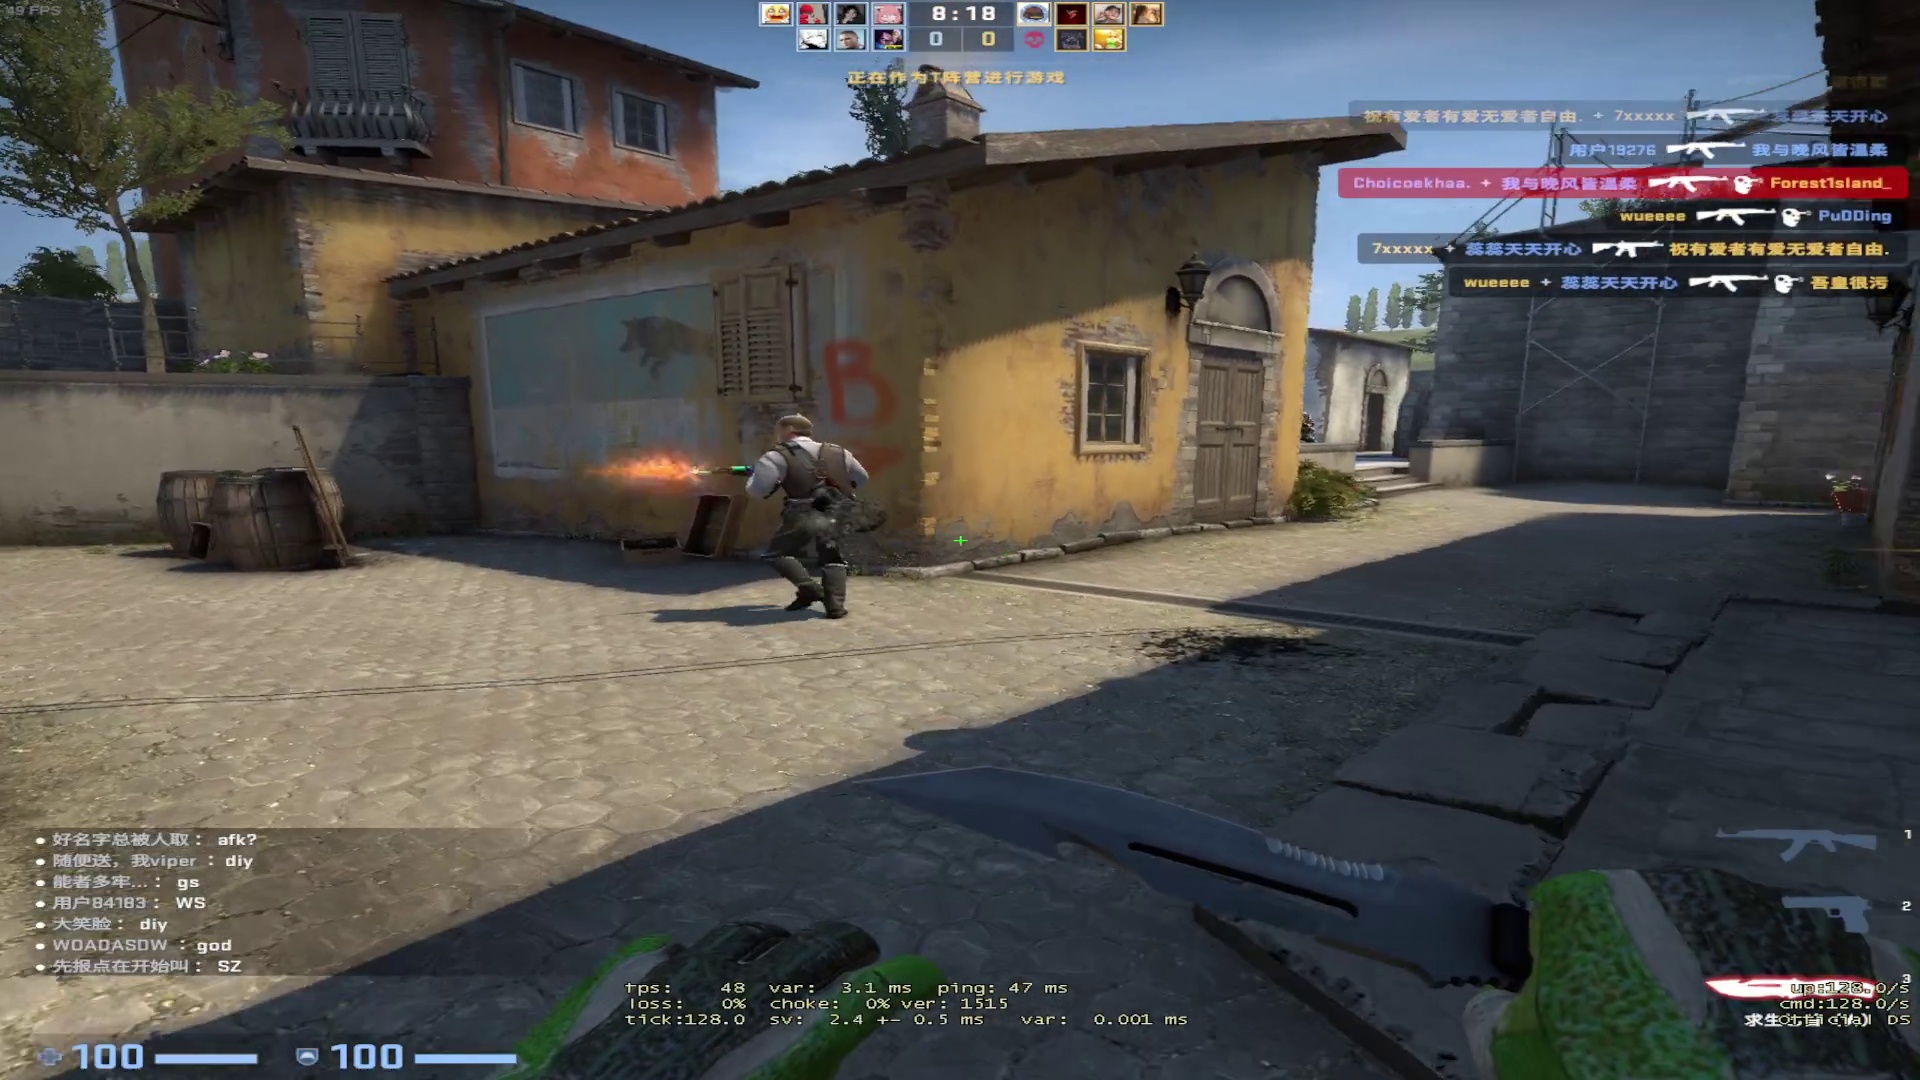 49 FPS
8:18
0 0
正在作为T阵营进行游戏
祝有爱者有爱无爱者自由. + 7xxxxx 蕊蕊天天开心
用户19276 我与晚风皆温柔
Choicoekhaa. + 我与晚风皆温柔 Forest1sland_
wueeee PuDDing
7xxxxx + 蕊蕊天天开心 祝有爱者有爱无爱者自由.
wueeee + 蕊蕊天天开心 吾皇很污
B
好名字总被人取： afk?
随便送，我viper ： diy
能者多牢...： gs
用户84183： WS
大笑脸： diy
WOADASDW ：god
先报点在开始叫： SZ
1
2
3
tps: 48 var: 3.1 ms ping: 47 ms
loss: 0% choke: 0% ver: 1515
tick:128.0 sv: 2.4 +- 0.5 ms var: 0.001 ms
up:128.0/s
cmd:128.0/s
求生 DS
100 100